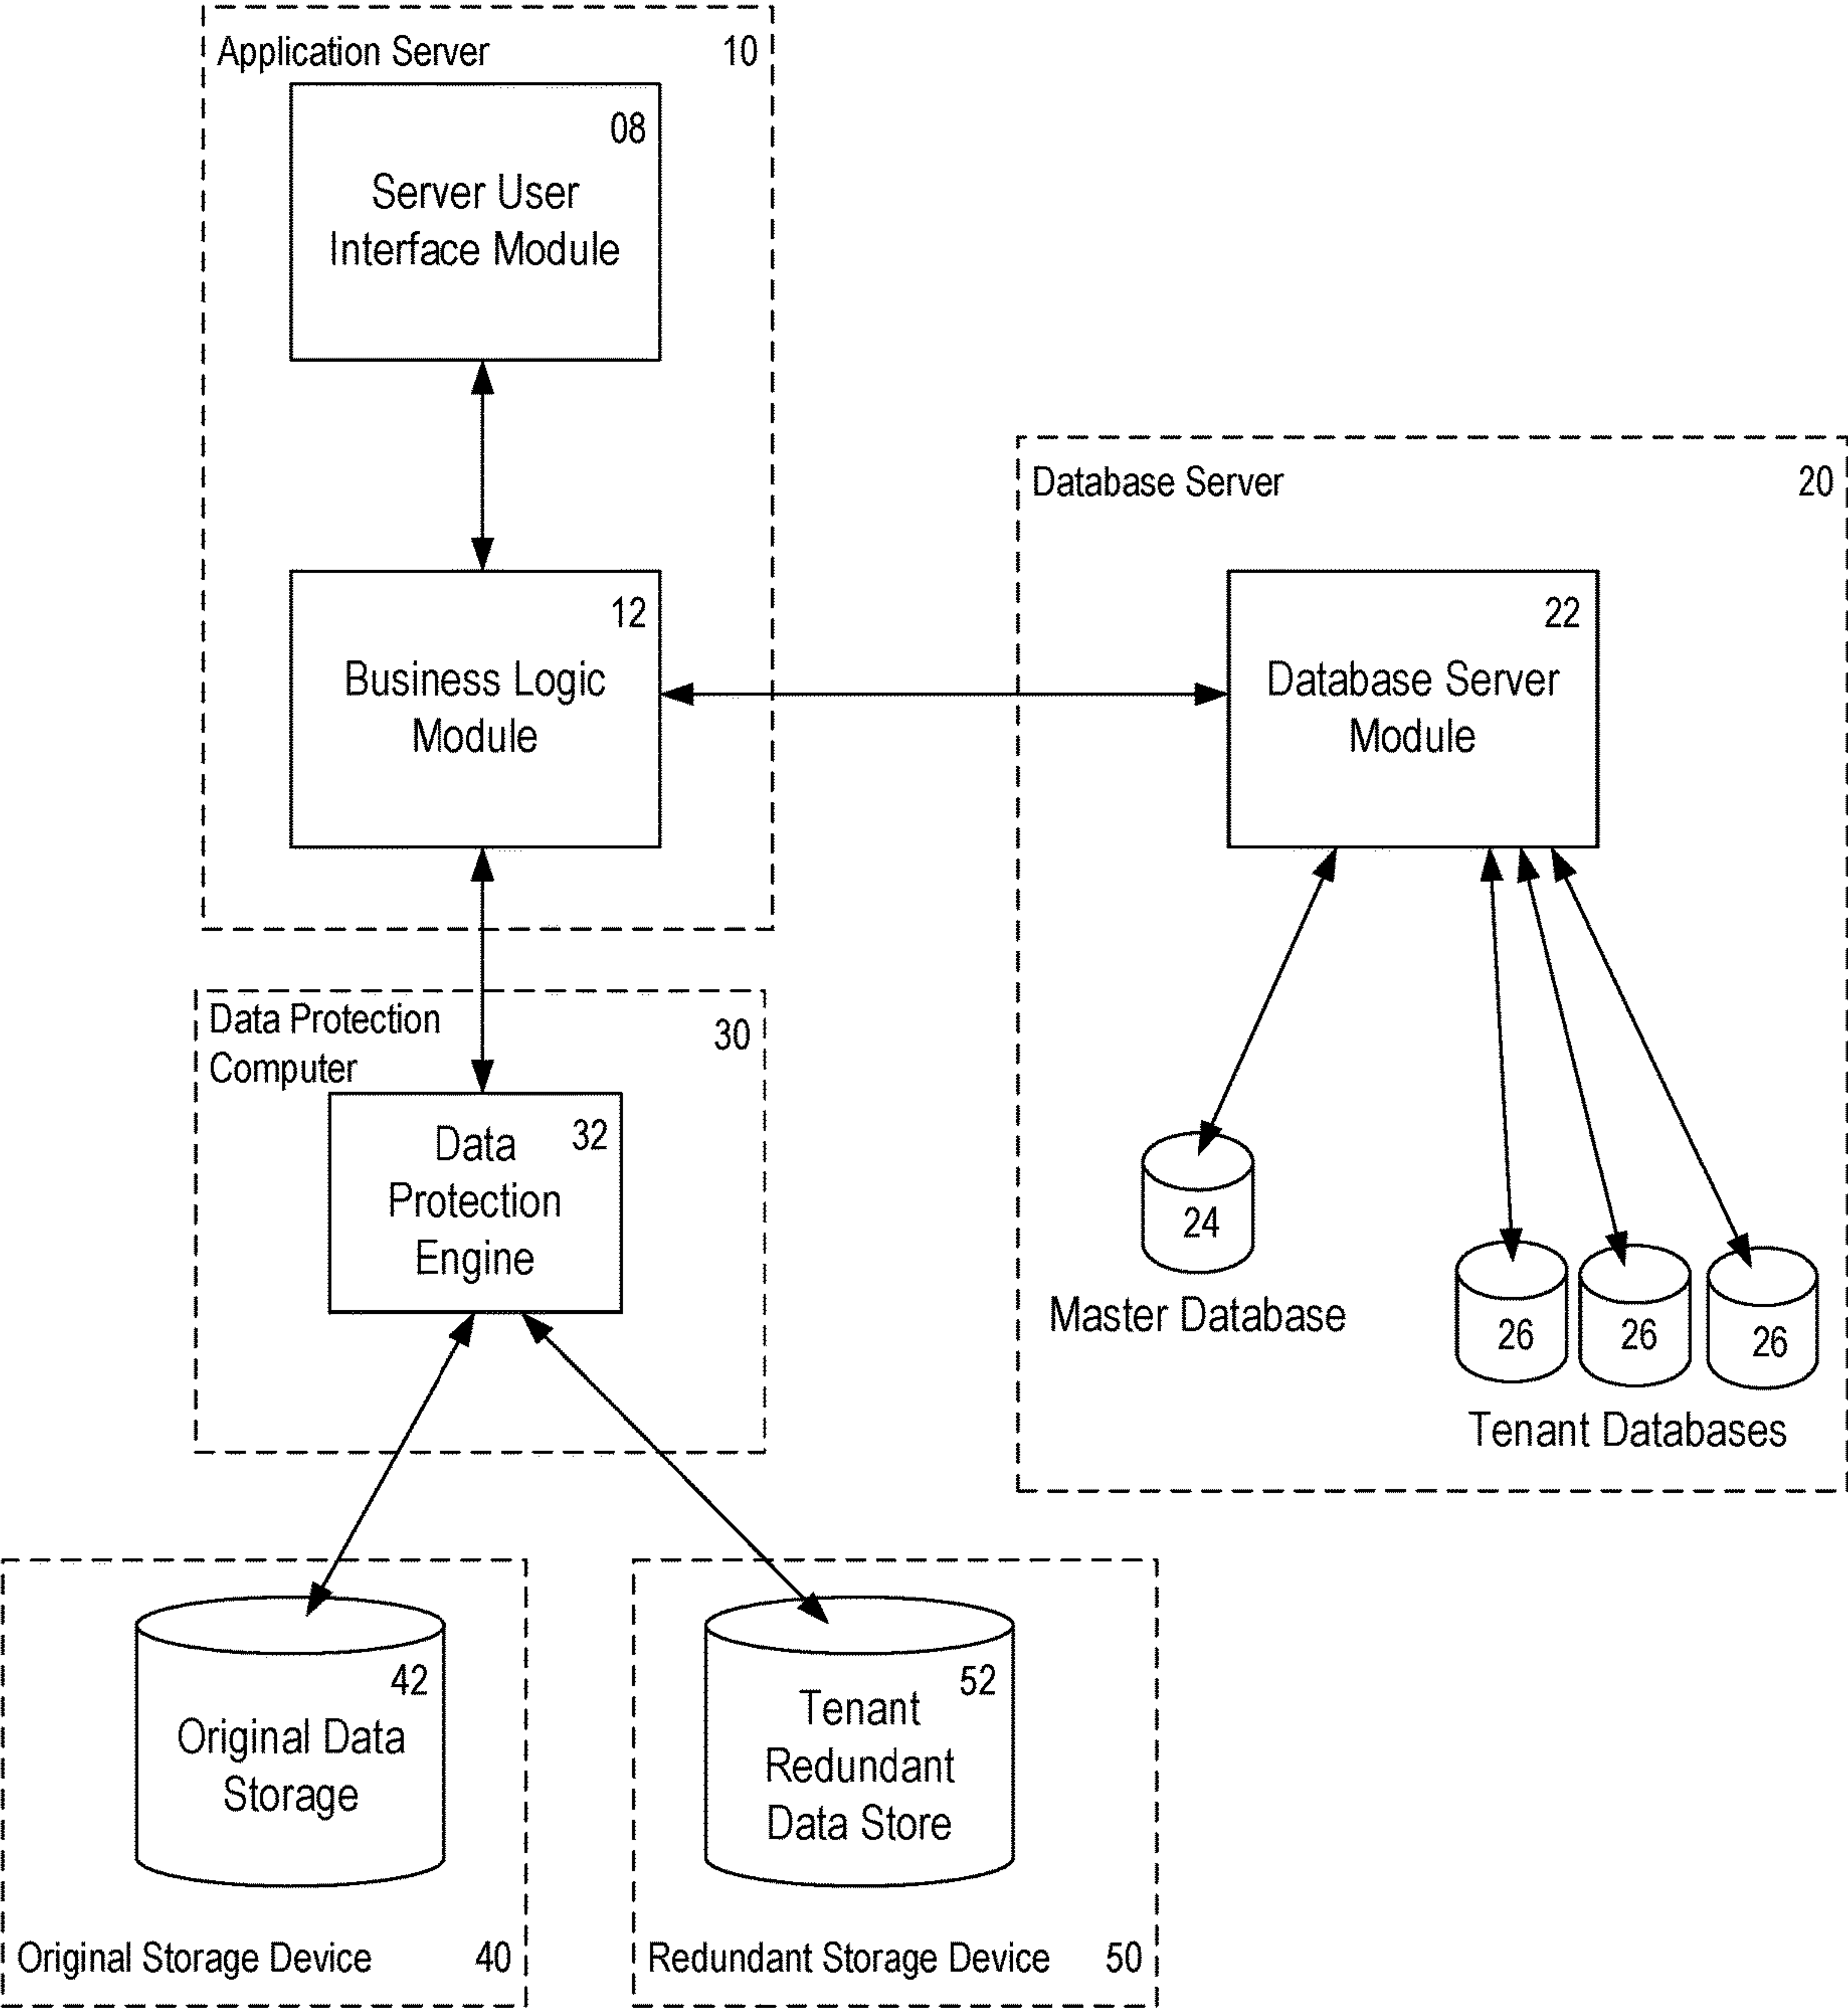 Application Server 10
08
Server User
Interface Module
Database Server 20
12
Business Logic
Module
22
Database Server
Module
Data Protection
Computer
30
32
Data
Protection
Engine
24
Master Database
26
26
26
Tenant Databases
42
Original Data
Storage
52
Tenant
Redundant
Data Store
Original Storage Device 40
Redundant Storage Device 50